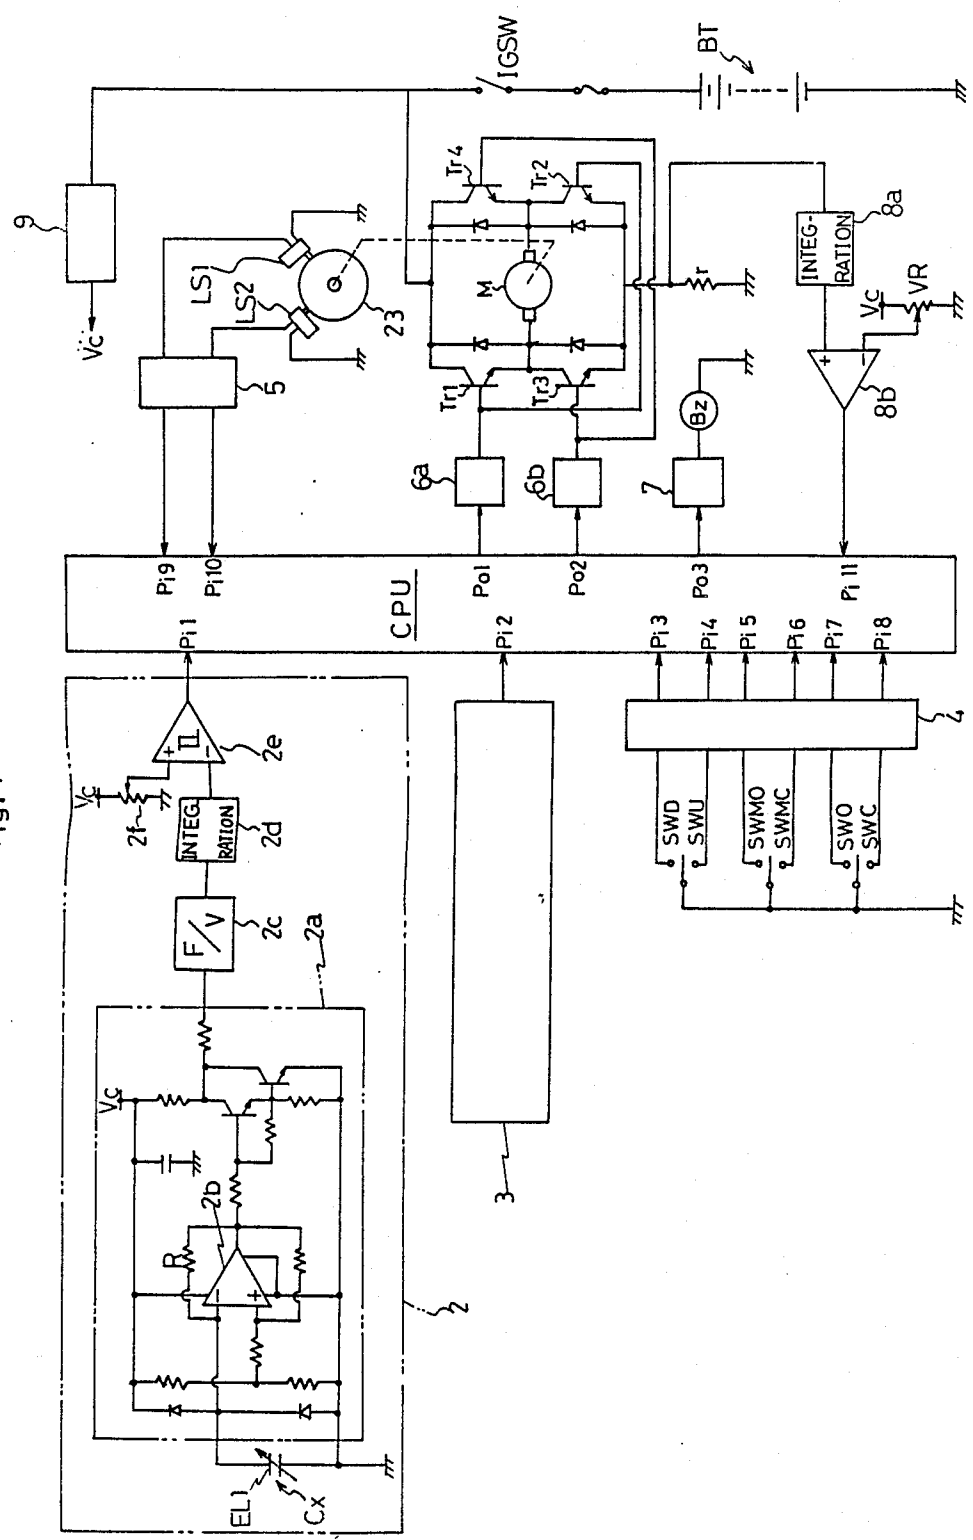 EL1
Cx
R
2b
Vc
2a
F/V
2c
INTEG.
RATION
2d
Vc
2f
+
−
2e
2
3
SWD
SWU
SWMO
SWMC
SWO
SWC
4
CPU
Pi1
Pi2
Pi3
Pi4
Pi5
Pi6
Pi7
Pi8
Pi9
Pi10
Po1
Po2
Po3
Pi11
Vc
9
5
LS2
LS1
23
6a
6b
7
Tr1
Tr3
M
Tr4
Tr2
r
Bz
8b
+
−
INTEG-
RATION
8a
Vc
VR
IGSW
BT